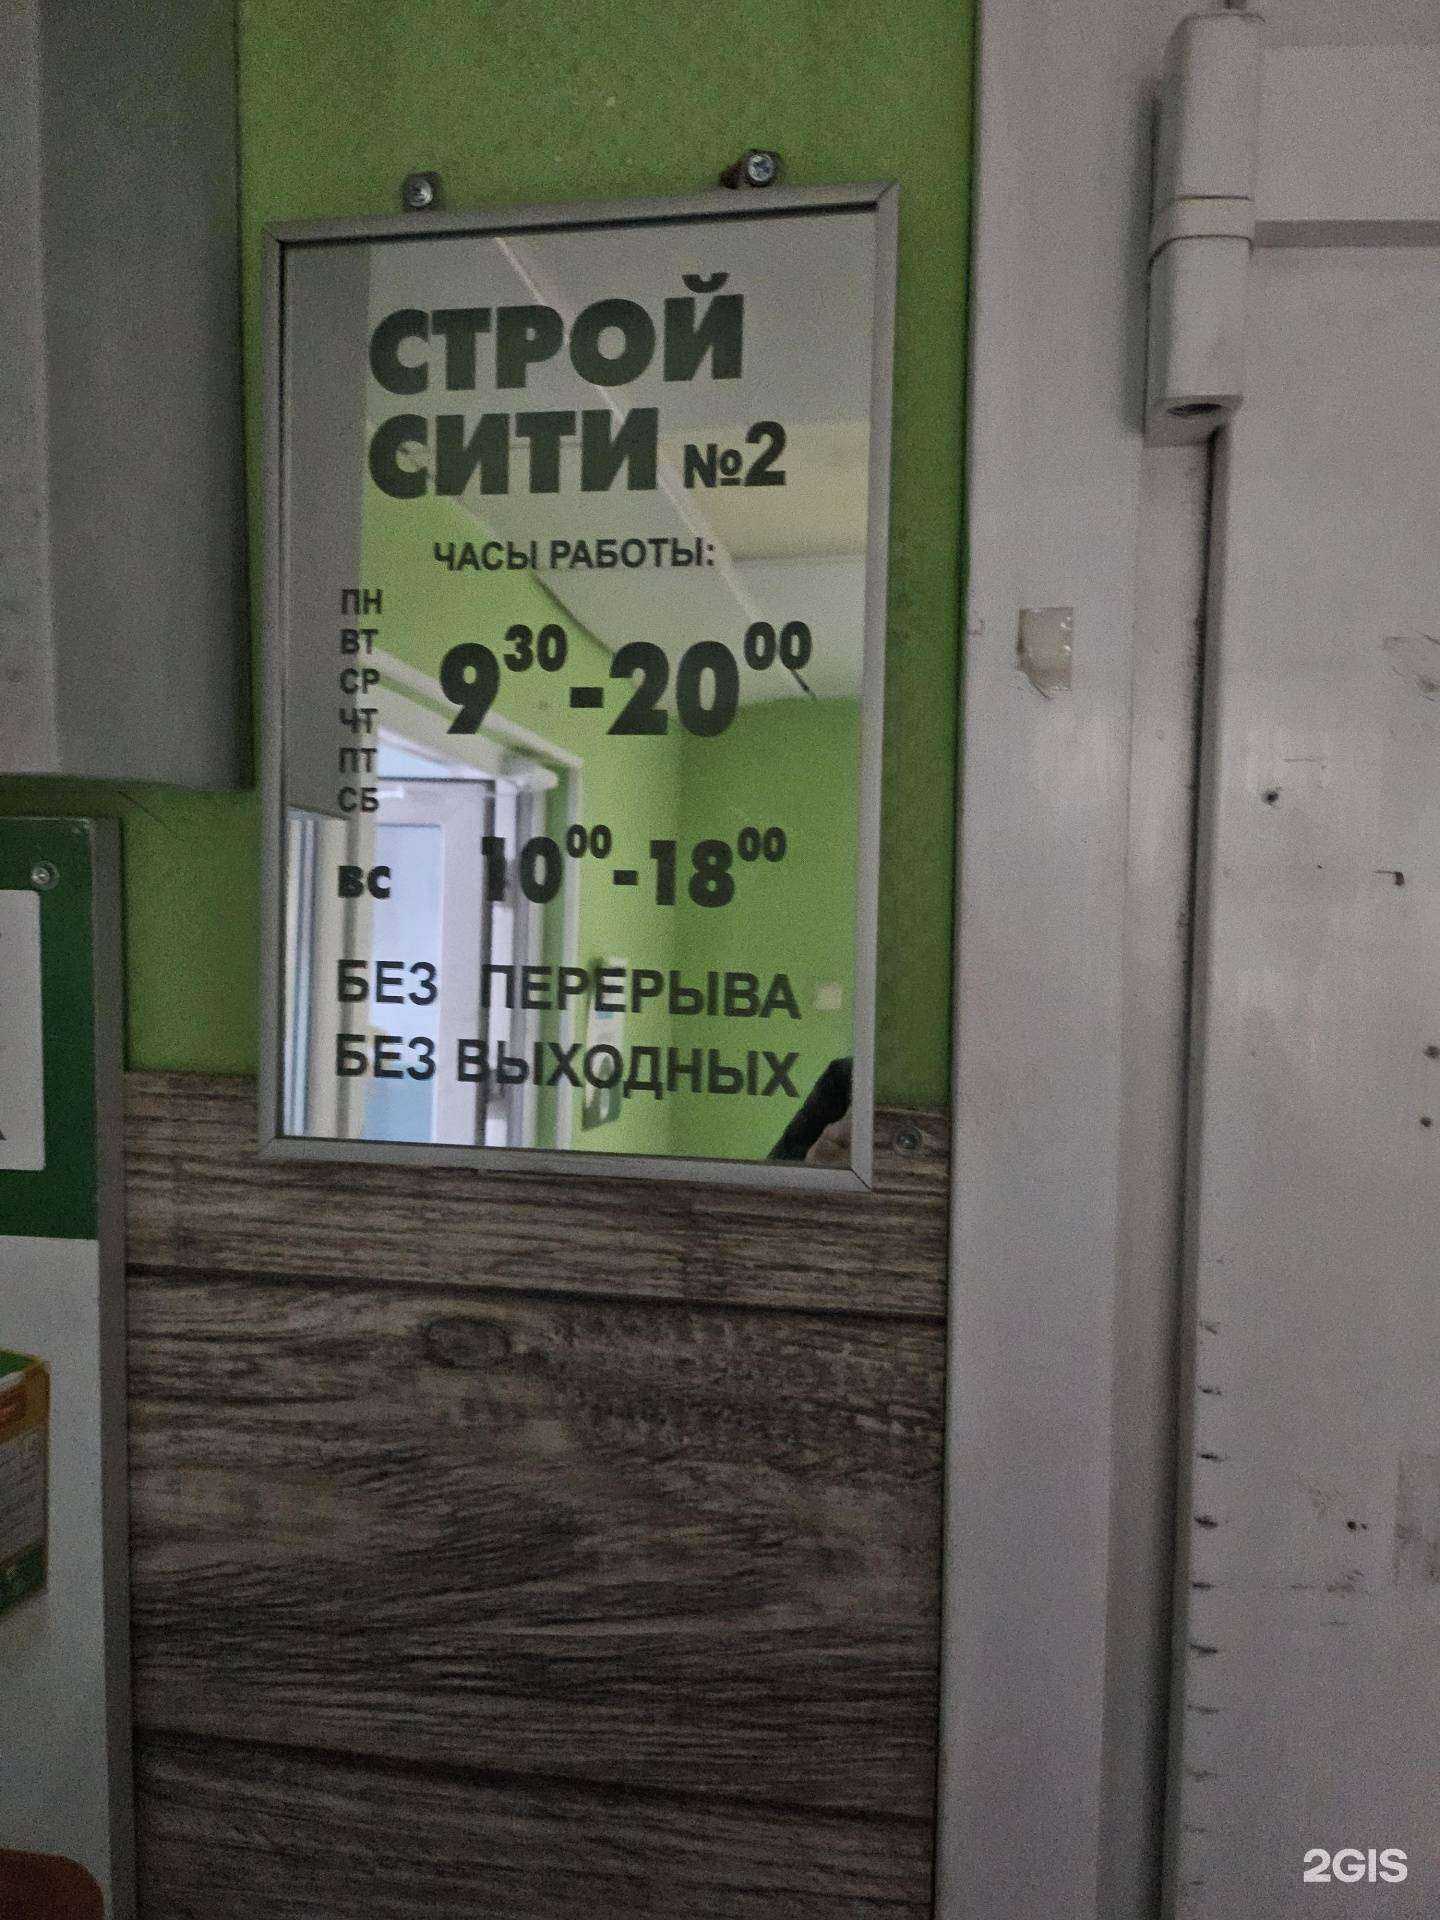 СТРОЙ
СИТИ №2
ЧАСЫ РАБОТЫ:
ПН
ВТ
СР
ЧТ
ПТ
СБ
9³⁰-20⁰⁰
ВС 10⁰⁰-18⁰⁰
БЕЗ ПЕРЕРЫВА
БЕЗ ВЫХОДНЫХ
2GIS